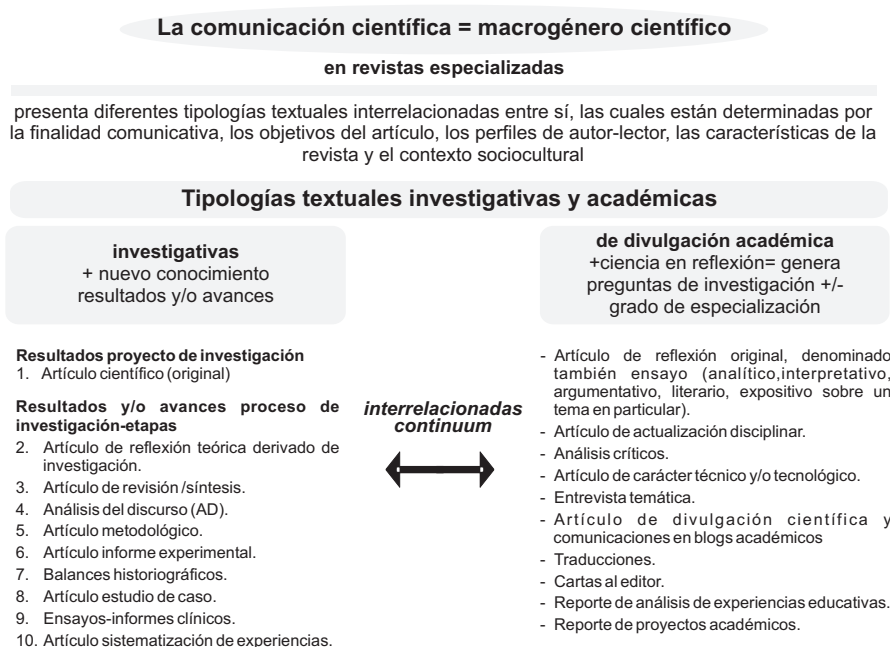 La comunicación científica = macrogénero científico
en revistas especializadas
presenta diferentes tipologías textuales interrelacionadas entre sí, las cuales están determinadas por
la finalidad comunicativa, los objetivos del artículo, los perfiles de autor-lector, las características de la
revista y el contexto sociocultural
Tipologías textuales investigativas y académicas
investigativas
+ nuevo conocimiento
resultados y/o avances
Resultados proyecto de investigación
1. Artículo científico (original)
Resultados y/o avances proceso de
investigación-etapas
2. Artículo de reflexión teórica derivado de
investigación.
3. Artículo de revisión /síntesis.
4. Análisis del discurso (AD).
5. Artículo metodológico.
6. Artículo informe experimental.
7. Balances historiográficos.
8. Artículo estudio de caso.
9. Ensayos-informes clínicos.
10. Artículo sistematización de experiencias.
interrelacionadas
continuum
de divulgación académica
+ciencia en reflexión= genera
preguntas de investigación +/-
grado de especialización
- Artículo de reflexión original, denominado
también ensayo (analítico,interpretativo,
argumentativo, literario, expositivo sobre un
tema en particular).
- Artículo de actualización disciplinar.
- Análisis críticos.
- Artículo de carácter técnico y/o tecnológico.
- Entrevista temática.
- Artículo de divulgación científica y
comunicaciones en blogs académicos
- Traducciones.
- Cartas al editor.
- Reporte de análisis de experiencias educativas.
- Reporte de proyectos académicos.